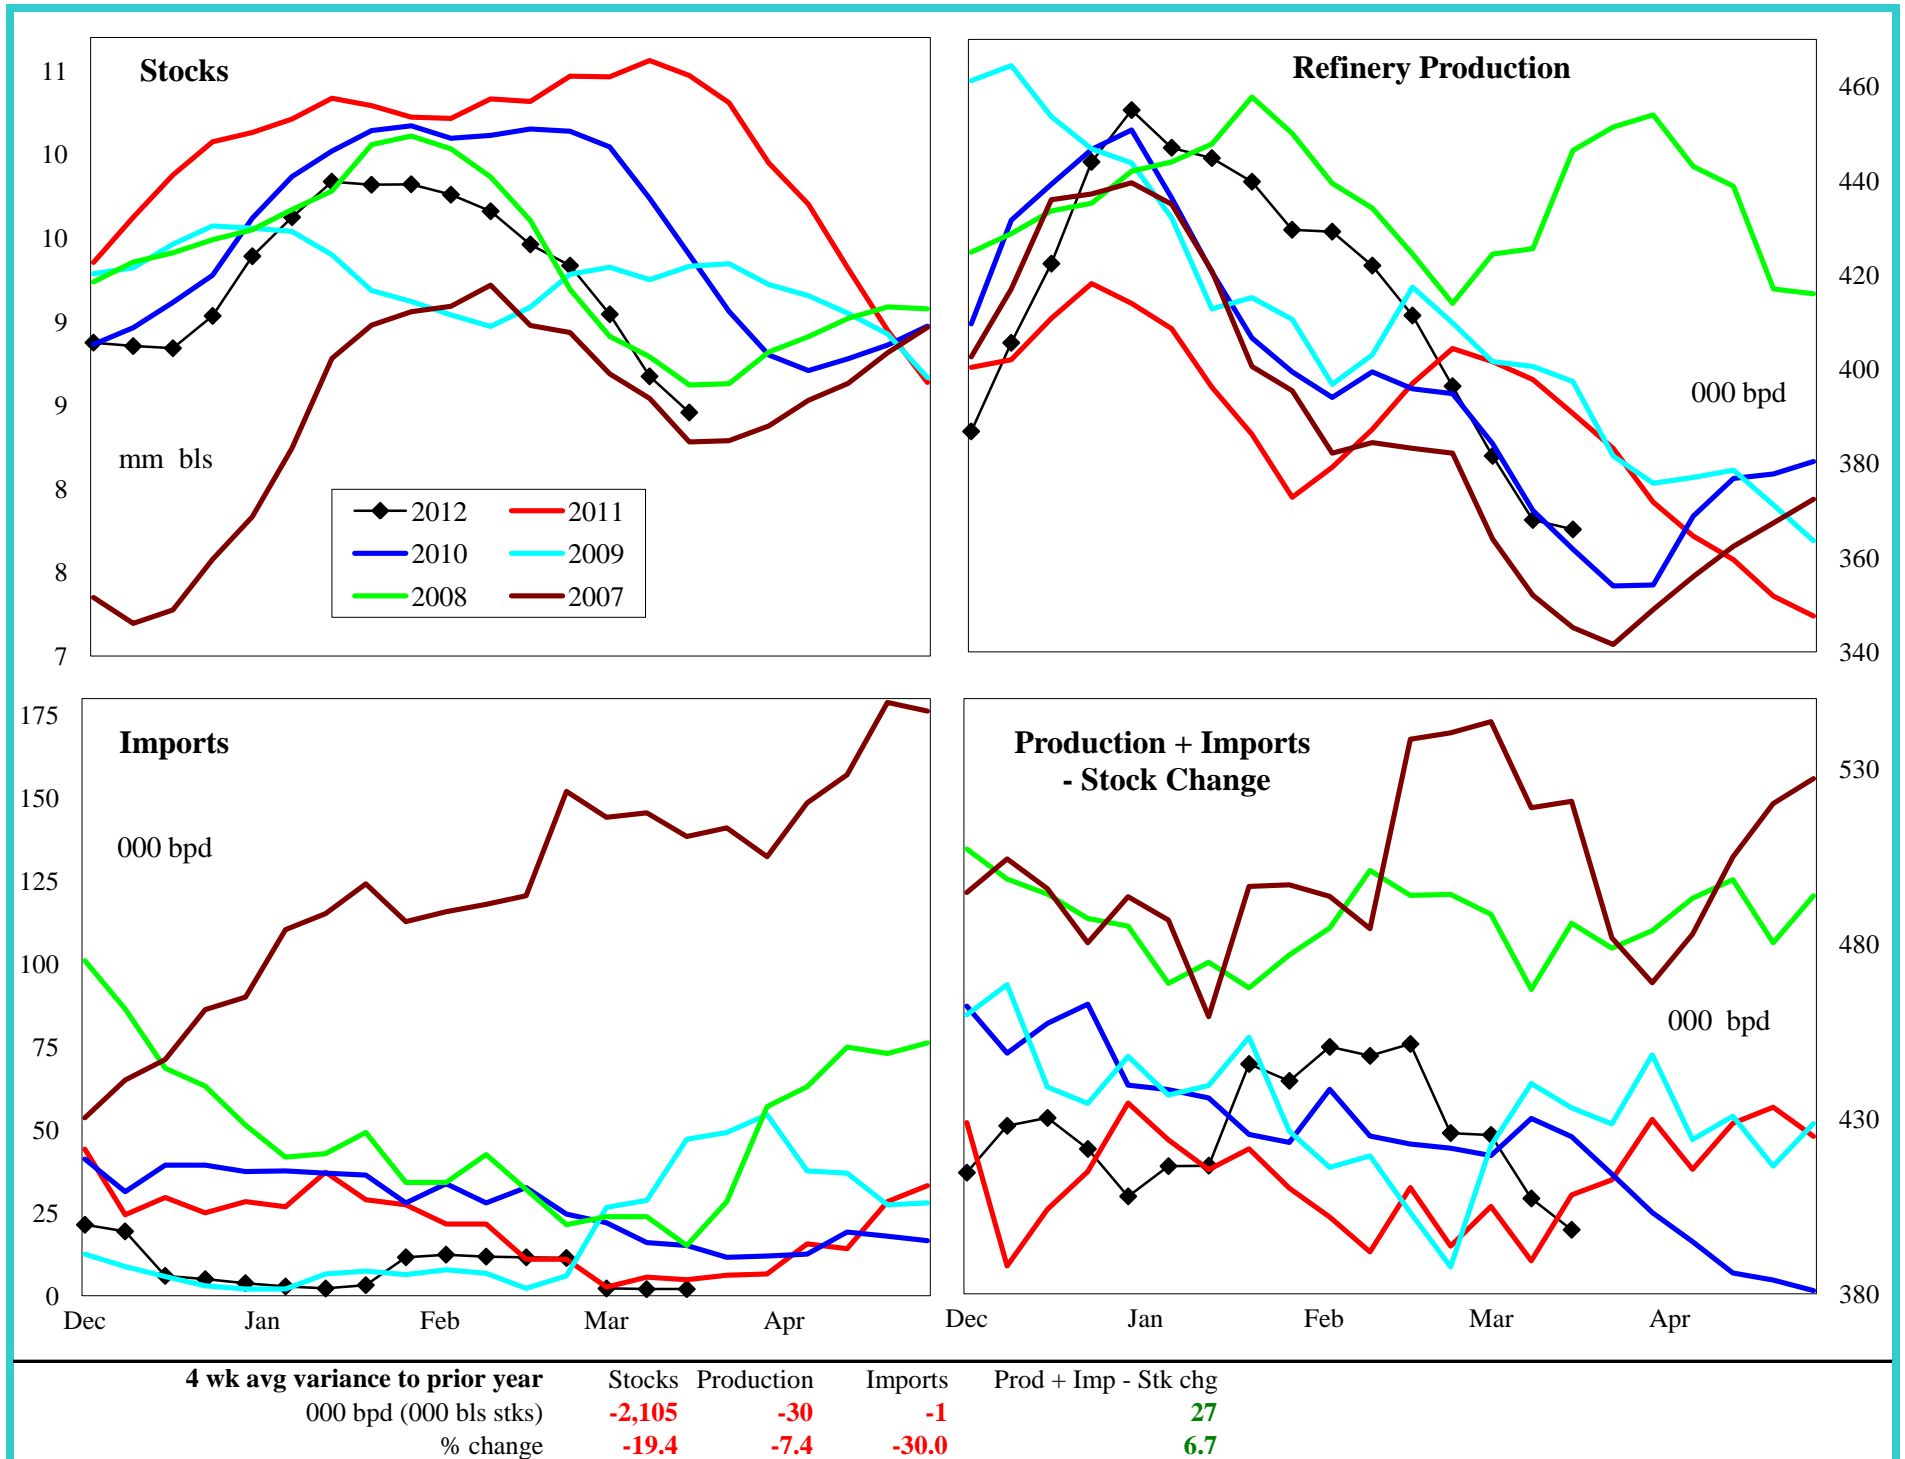 Stocks
11
10
10
9
9
8
8
7
mm bls
2012 2011
2010 2009
2008 2007
Refinery Production
460
440
420
400
380
360
340
000 bpd
Imports
175
150
125
100
75
50
25
0
000 bpd
Dec Jan Feb Mar Apr
Production + Imports
- Stock Change
530
480
430
380
000 bpd
Dec Jan Feb Mar Apr
4 wk avg variance to prior year Stocks Production Imports Prod + Imp - Stk chg
000 bpd (000 bls stks) -2,105 -30 -1 27
% change -19.4 -7.4 -30.0 6.7